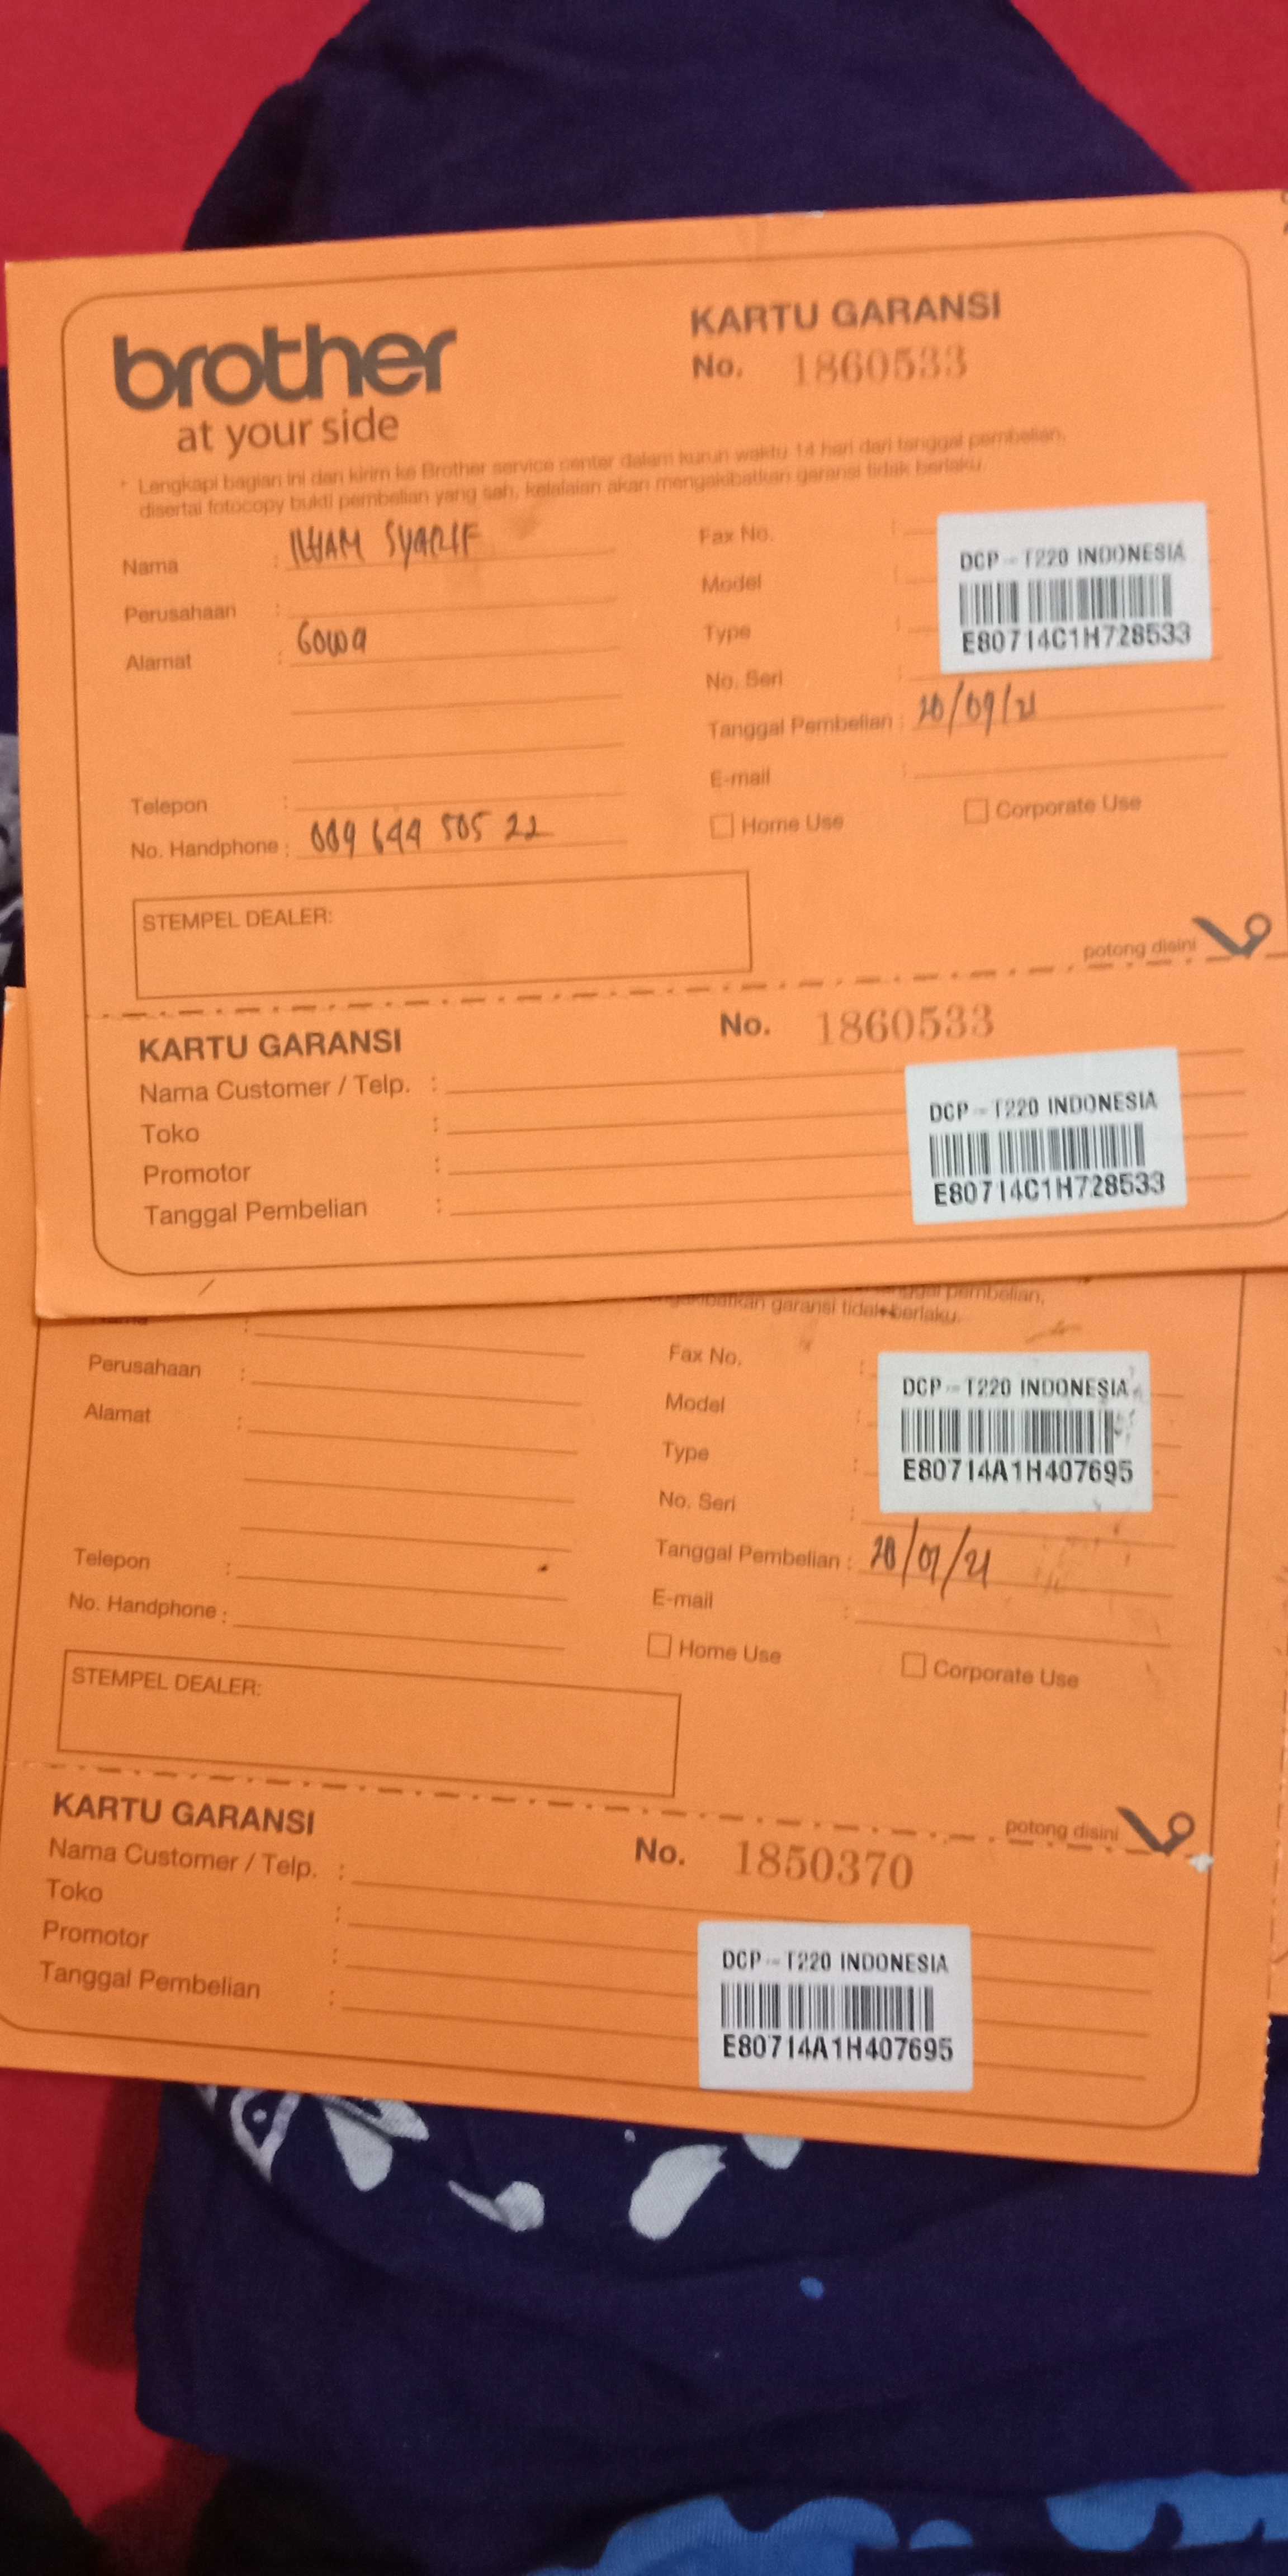 brother
at your side
KARTU GARANSI
No. 1860533
* Lengkapi bagian ini dan kirim ke Brother service center dalam kurun waktu 14 hari dari tanggal pembelian,
disertai fotocopy bukti pembelian yang sah, kelalaian akan mengakibatkan garansi tidak berlaku.
Nama : ILHAM SYARIF
Perusahaan :
Alamat : Gowa
Telepon :
No. Handphone : 089 644 505 22
Fax No. :
Model :
Type :
No. Seri :
DCP - T220 INDONESIA
E80714C1H728533
Tanggal Pembelian : 20/09/21
E-mail :
Home Use
Corporate Use
STEMPEL DEALER:
potong disini
KARTU GARANSI
No. 1860533
Nama Customer / Telp. :
Toko :
Promotor :
Tanggal Pembelian :
DCP - T220 INDONESIA
E80714C1H728533
tanggal pembelian,
garansi tidak berlaku.
Perusahaan :
Alamat :
Telepon :
No. Handphone :
Fax No. :
Model :
Type :
No. Seri :
DCP - T220 INDONESIA
E80714A1H407695
Tanggal Pembelian :
E-mail :
Home Use
Corporate Use
STEMPEL DEALER:
potong disini
KARTU GARANSI
No. 1850370
Nama Customer / Telp. :
Toko :
Promotor :
Tanggal Pembelian :
DCP - T220 INDONESIA
E80714A1H407695